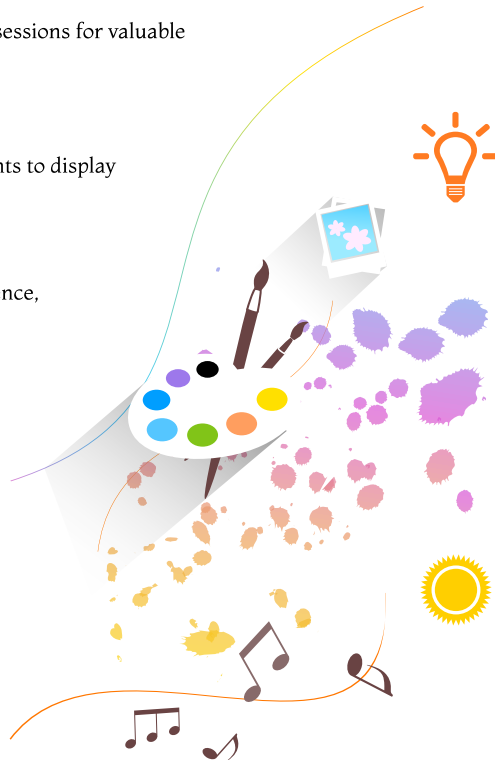 sessions for valuable
nts to display
nce,